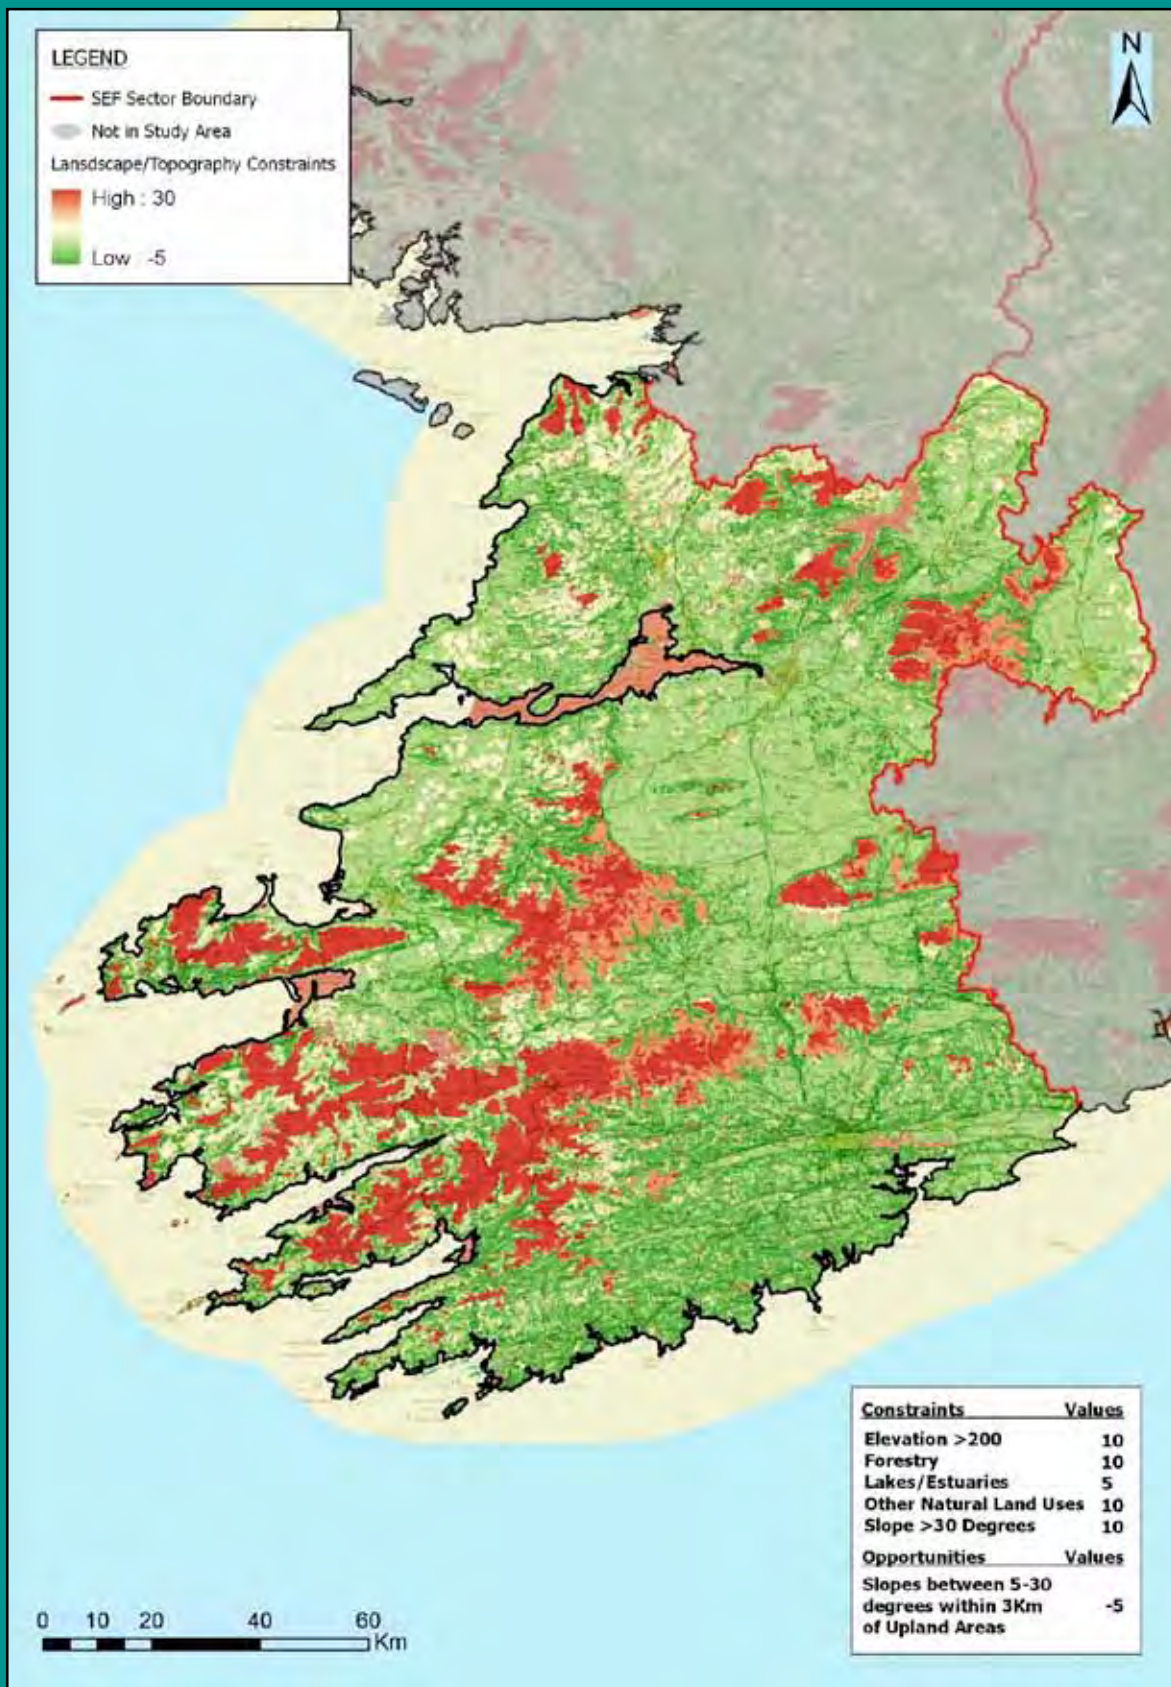 LEGEND
SEF Sector Boundary
Not in Study Area
Lansdscape/Topography Constraints
High : 30
Low -5
N
Constraints Values
Elevation >200 10
Forestry 10
Lakes/Estuaries 5
Other Natural Land Uses 10
Slope >30 Degrees 10
Opportunities Values
Slopes between 5-30
degrees within 3Km -5
of Upland Areas
0 10 20 40 60
Km